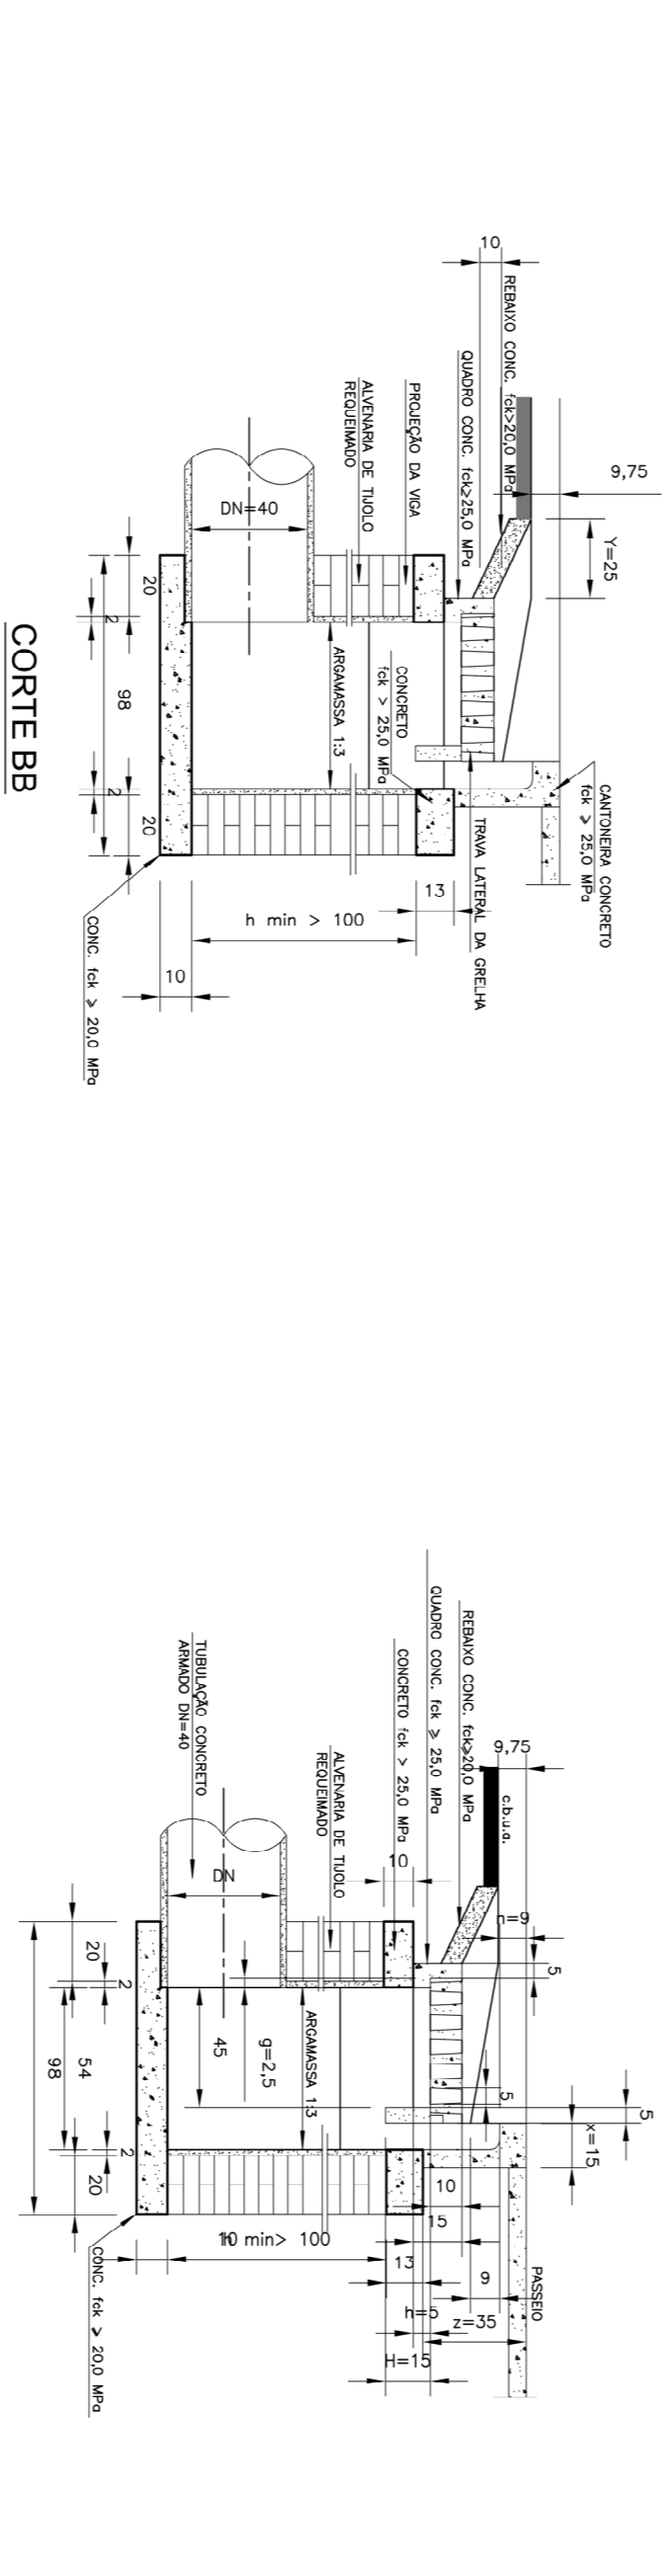 10
REBAIXO CONC. fck>20,0 MPa
QUADRO CONC. fck≥25,0 MPa
PROJEÇÃO DA VIGA
ALVENARIA DE TIJOLO
REQUEIMADO
9,75
Y=25
DN=40
20
2
98
2
20
ARGAMASSA 1:3
CONCRETO
fck > 25,0 MPa
CANTONEIRA CONCRETO
fck ≥ 25,0 MPa
TRAVA LATERAL DA GRELHA
13
h min > 100
10
CONC. fck ≥ 20,0 MPa
CORTE BB
QUADRO CONC. fck ≥ 25,0 MPa
REBAIXO CONC. fck>20,0 MPa
CONCRETO fck > 25,0 MPa
TUBULAÇÃO CONCRETO
ARMADO DN=40
ALVENARIA DE TIJOLO
REQUEIMADO
9,75
c.b.u.q.
10
DN
n=9
5
20
2
54
98
45
g=2,5
ARGAMASSA 1:3
5
5
x=15
2
20
10
15
10
h min> 100
13
9
h=5
z=35
H=15
PASSEIO
CONC. fck ≥ 20,0 MPa